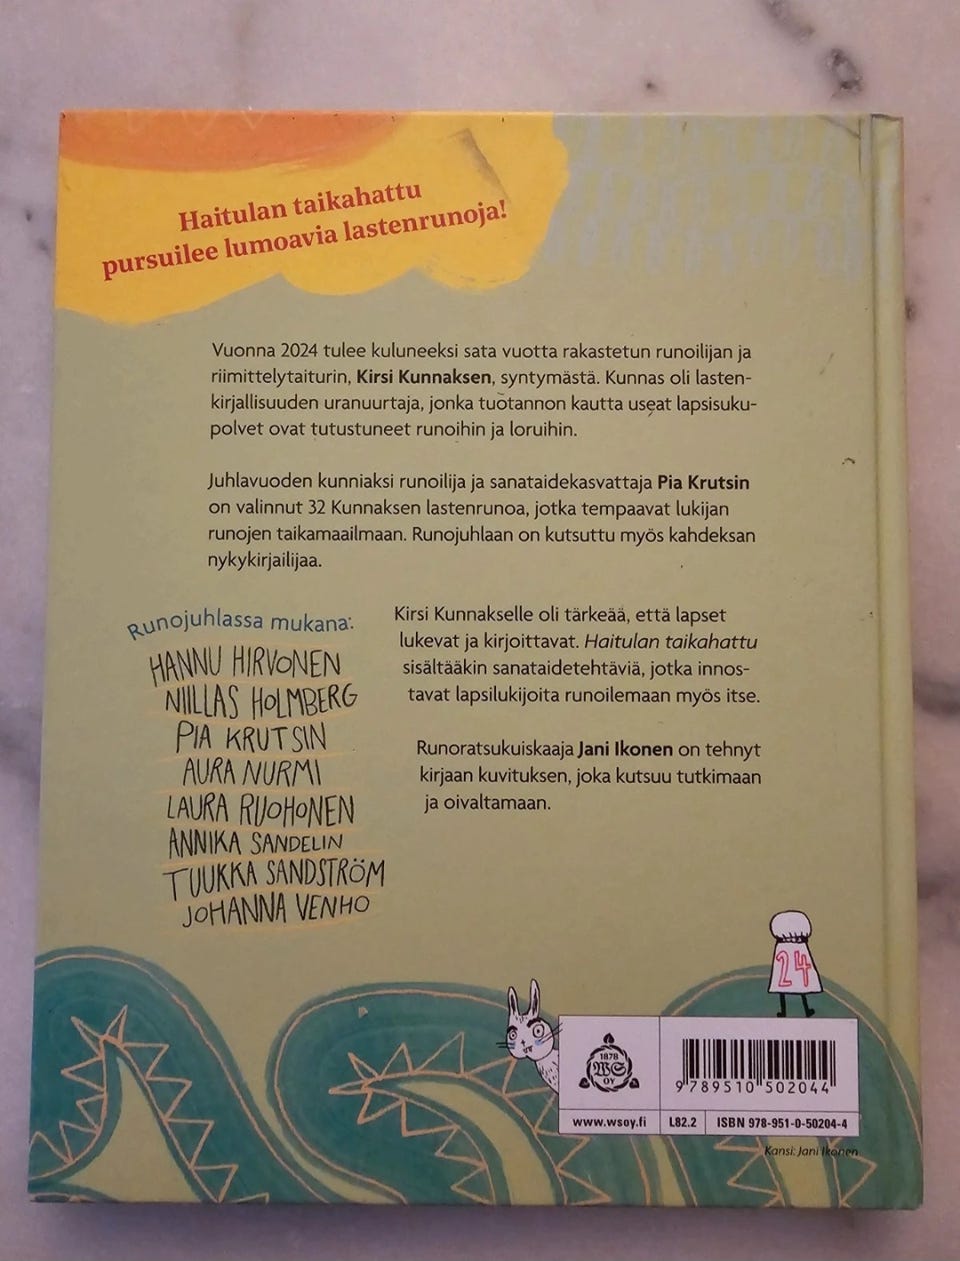 Haitulan taikahattu
pursuilee lumoavia lastenrunoja!
Vuonna 2024 tulee kuluneeksi sata vuotta rakastetun runoilijan ja
riimittelytaiturin, Kirsi Kunnaksen, syntymästä. Kunnas oli lasten-
kirjallisuuden uranuurtaja, jonka tuotannon kautta useat lapsisuku-
polvet ovat tutustuneet runoihin ja loruihin.
Juhlavuoden kunniaksi runoilija ja sanataidekasvattaja Pia Krutsin
on valinnut 32 Kunnaksen lastenrunoa, jotka tempaavat lukijan
runojen taikamaailmaan. Runojuhlaan on kutsuttu myös kahdeksan
nykykirjailijaa.
Runojuhlassa mukana:
HANNU HIRVONEN
NIILLAS HOLMBERG
PIA KRUTSIN
AURA NURMI
LAURA RUOHONEN
ANNIKA SANDELIN
TUUKKA SANDSTRÖM
JOHANNA VENHO
Kirsi Kunnakselle oli tärkeää, että lapset
lukevat ja kirjoittavat. Haitulan taikahattu
sisältääkin sanataidetehtäviä, jotka innos-
tavat lapsilukijoita runoilemaan myös itse.
Runoratsukuiskaaja Jani Ikonen on tehnyt
kirjaan kuvituksen, joka kutsuu tutkimaan
ja oivaltamaan.
24
1878
WS
OY
9 789510 502044
www.wsoy.fi
L82.2
ISBN 978-951-0-50204-4
Kansi: Jani Ikonen